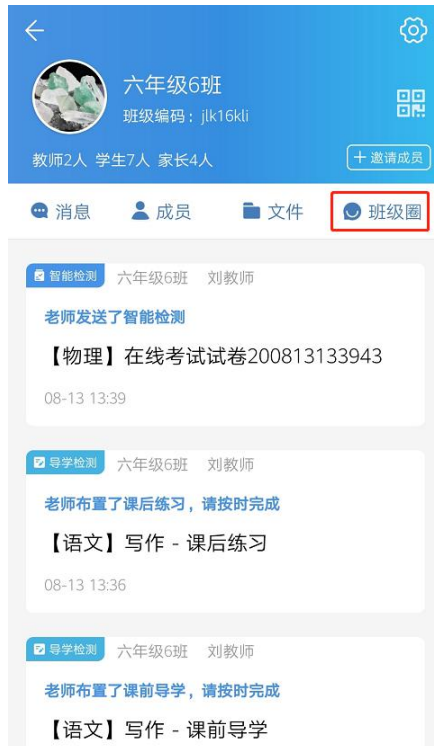 六年级6班
班级编码：jlk16kli
教师2人 学生7人 家长4人
+ 邀请成员
消息 成员 文件 班级圈
智能检测 六年级6班 刘教师
老师发送了智能检测
【物理】在线考试试卷200813133943
08-13 13:39
导学检测 六年级6班 刘教师
老师布置了课后练习，请按时完成
【语文】写作 - 课后练习
08-13 13:36
导学检测 六年级6班 刘教师
老师布置了课前导学，请按时完成
【语文】写作 - 课前导学